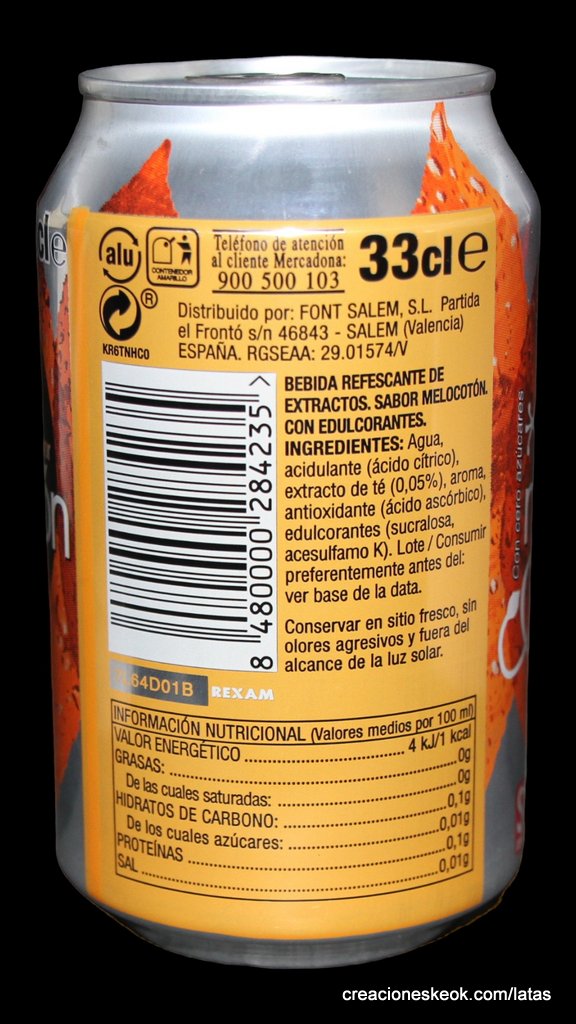 cl e
alu
CONTENEDOR
AMARILLO
Teléfono de atención
al cliente Mercadona:
900 500 103
33cl e
®
KR6TNHC0
Distribuido por: FONT SALEM, S.L. Partida
el Frontó s/n 46843 - SALEM (Valencia)
ESPAÑA. RGSEAA: 29.01574/V
8 480000 284235 >
BEBIDA REFESCANTE DE
EXTRACTOS. SABOR MELOCOTÓN.
CON EDULCORANTES.
INGREDIENTES: Agua,
acidulante (ácido cítrico),
extracto de té (0,05%), aroma,
antioxidante (ácido ascórbico),
edulcorantes (sucralosa,
acesulfamo K). Lote / Consumir
preferentemente antes del:
ver base de la data.
Conservar en sitio fresco, sin
olores agresivos y fuera del
alcance de la luz solar.
64D01B
REXAM
INFORMACIÓN NUTRICIONAL (Valores medios por 100 ml)
VALOR ENERGÉTICO 4 kJ/1 kcal
GRASAS: 0g
De las cuales saturadas: 0g
HIDRATOS DE CARBONO: 0,1g
De los cuales azúcares: 0,01g
PROTEÍNAS 0,1g
SAL 0,01g
Con cero azúcares
creacioneskeok.com/latas